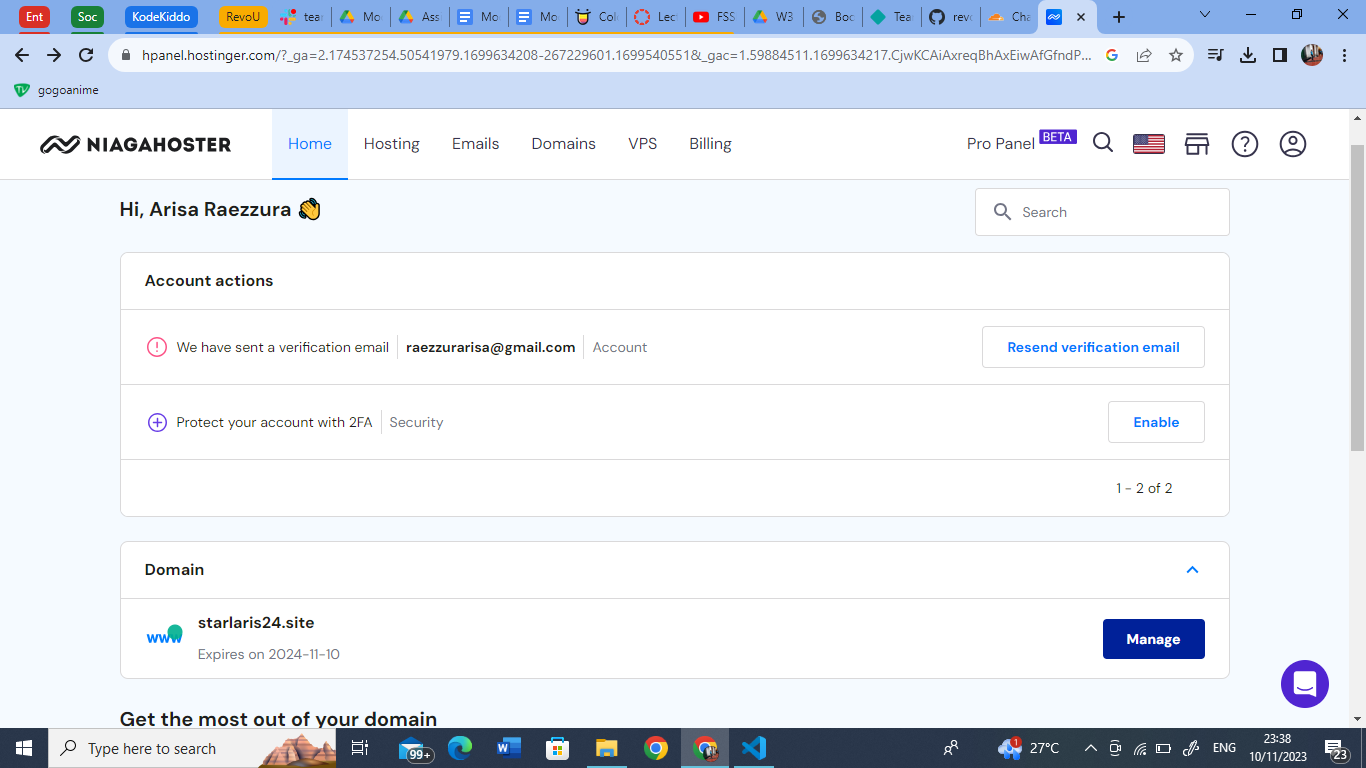 Ent
Soc
KodeKiddo
RevoU
tear
Mo
Ass
Mo
Mo
Col
Lec
FSS
W3
Boc
Tea
revo
Cha
hpanel.hostinger.com/?_ga=2.174537254.50541979.1699634208-267229601.1699540551&_gac=1.59884511.1699634217.CjwKCAiAxreqBhAxEiwAfGfndP...
gogoanime
NIAGAHOSTER
Home
Hosting
Emails
Domains
VPS
Billing
Pro Panel BETA
Hi, Arisa Raezzura 👋
Search
Account actions
We have sent a verification email
raezzurarisa@gmail.com
Account
Resend verification email
Protect your account with 2FA
Security
Enable
1 - 2 of 2
Domain
www
starlaris24.site
Expires on 2024-11-10
Manage
Get the most out of your domain
Type here to search
99+
1
27°C
ENG
23:38
10/11/2023
23